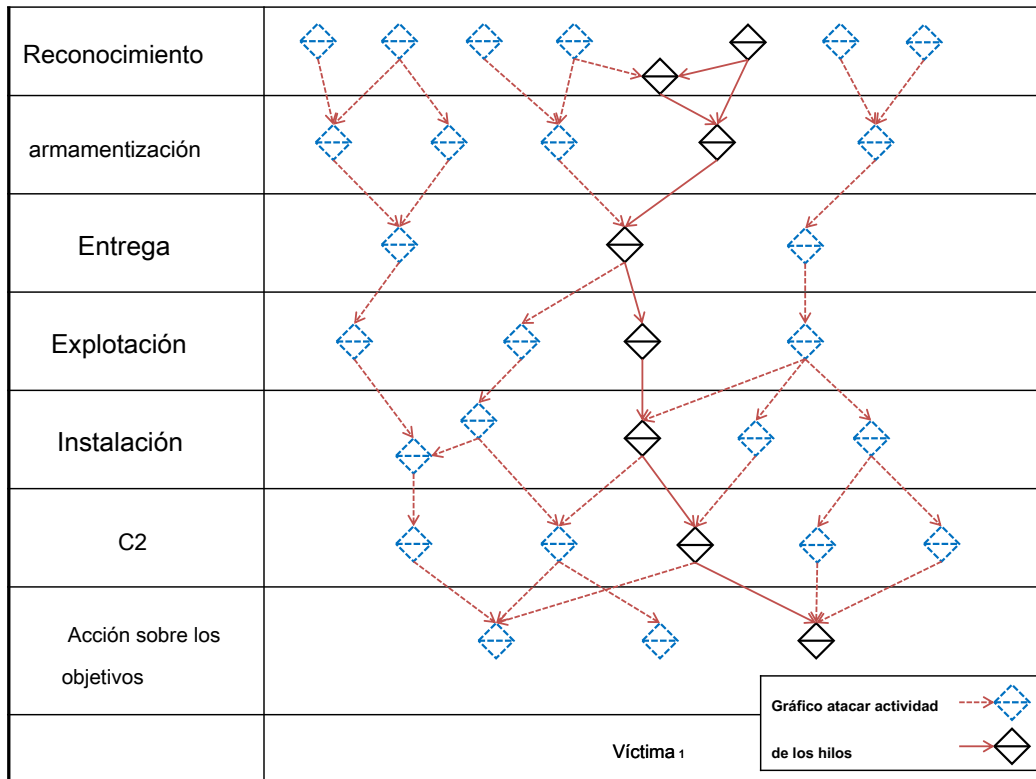 Reconocimiento
armamentización
Entrega
Explotación
Instalación
C2
Acción sobre los
objetivos
Gráfico atacar actividad
de los hilos
Víctima 1